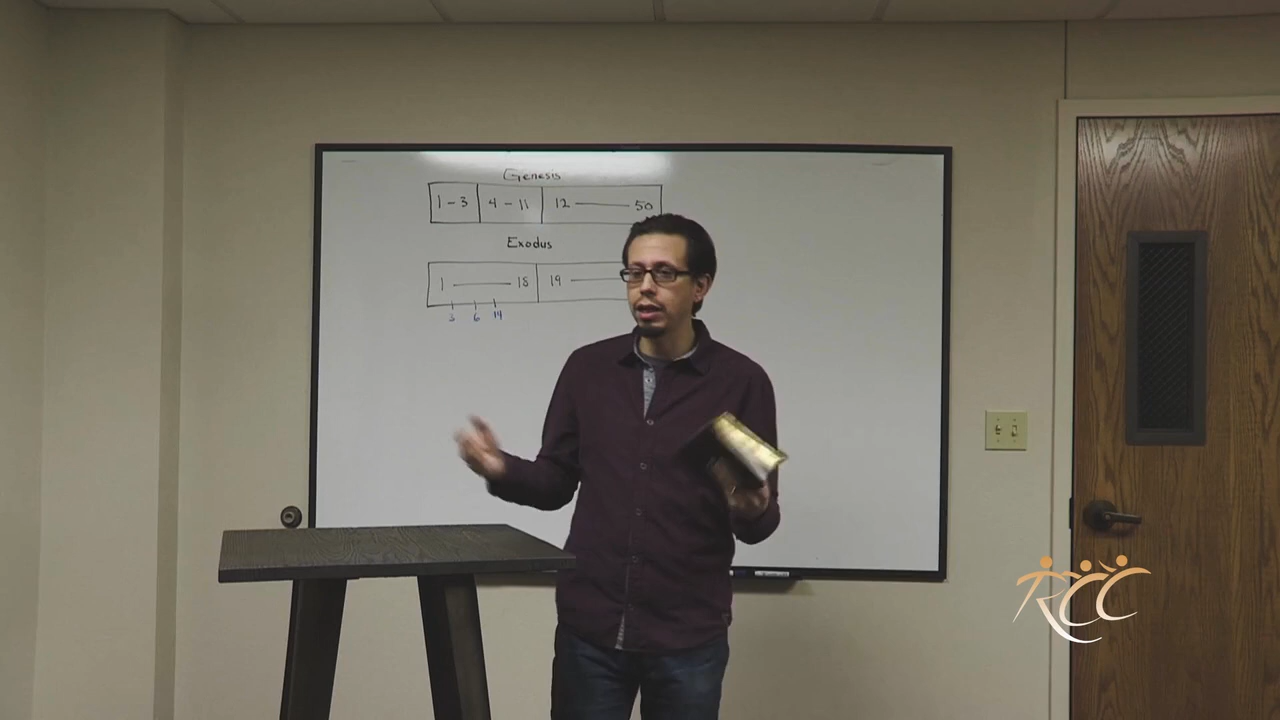 Genesis
1 - 3 4 - 11 12 — 50
Exodus
1 — 18 19 —
3 6 14
RCC